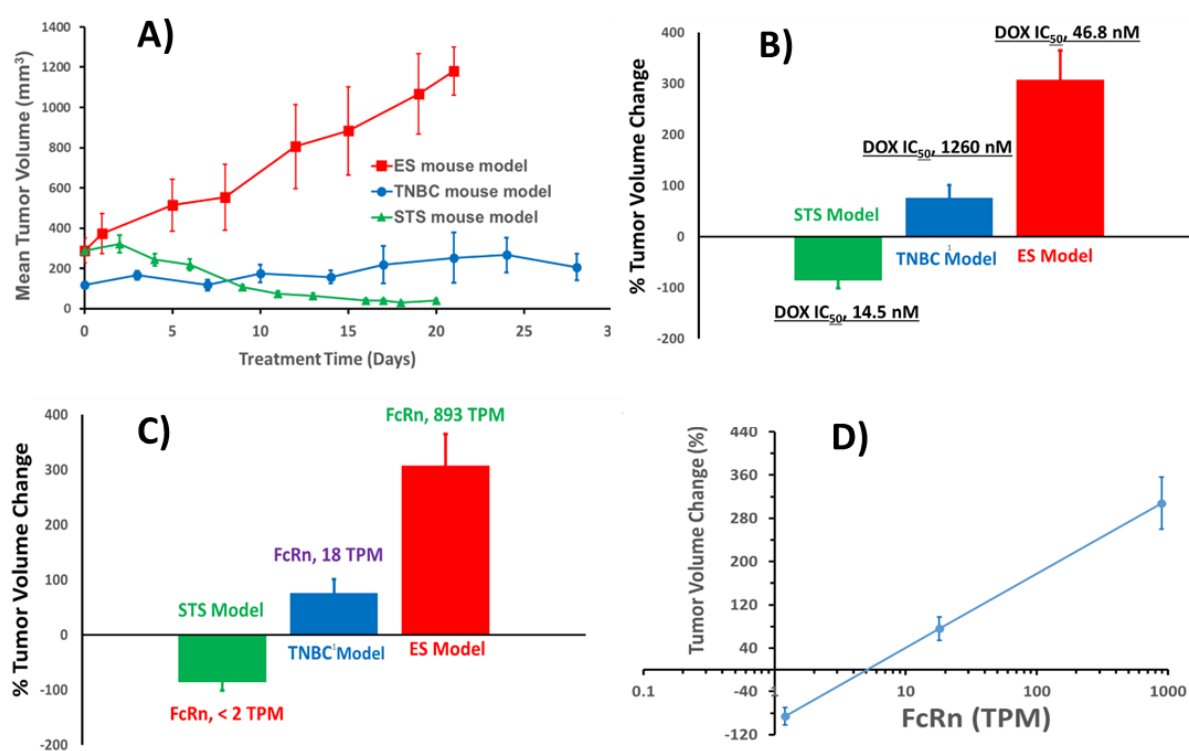 A)
1400
1200
1000
800
600
400
200
0
Mean Tumor Volume (mm³)
ES mouse model
TNBC mouse model
STS mouse model
0 5 10 15 20 25 3
Treatment Time (Days)
B)
400
300
200
100
0
-100
-200
% Tumor Volume Change
DOX IC50, 46.8 nM
DOX IC50, 1260 nM
STS Model
1
TNBC Model
ES Model
DOX IC50, 14.5 nM
C)
400
300
200
100
0
-100
-200
% Tumor Volume Change
FcRn, 893 TPM
FcRn, 18 TPM
STS Model
1
TNBC Model
ES Model
FcRn, < 2 TPM
D)
440
360
280
200
120
40
-40
-120
Tumor Volume Change (%)
0.1 1 10 100 1000
FcRn (TPM)